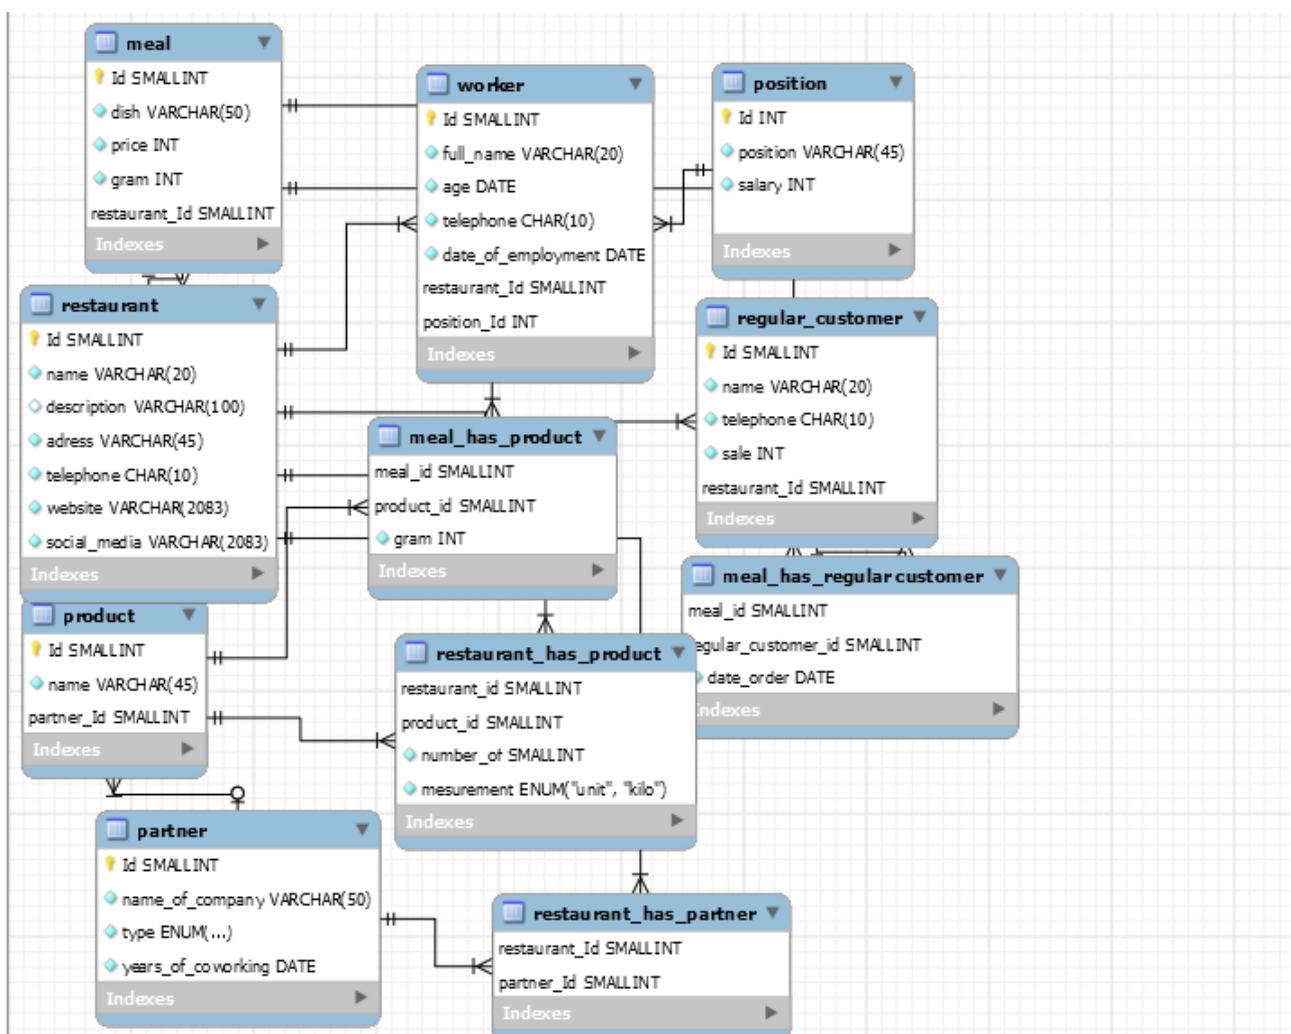 meal
Id SMALLINT
dish VARCHAR(50)
price INT
gram INT
restaurant_Id SMALLINT
Indexes
worker
Id SMALLINT
full_name VARCHAR(20)
age DATE
telephone CHAR(10)
date_of_employment DATE
restaurant_Id SMALLINT
position_Id INT
Indexes
position
Id INT
position VARCHAR(45)
salary INT
Indexes
restaurant
Id SMALLINT
name VARCHAR(20)
description VARCHAR(100)
adress VARCHAR(45)
telephone CHAR(10)
website VARCHAR(2083)
social_media VARCHAR(2083)
Indexes
regular_customer
Id SMALLINT
name VARCHAR(20)
telephone CHAR(10)
sale INT
restaurant_Id SMALLINT
Indexes
meal_has_product
meal_id SMALLINT
product_id SMALLINT
gram INT
Indexes
meal_has_regular customer
meal_id SMALLINT
egular_customer_id SMALLINT
date_order DATE
ndexes
product
Id SMALLINT
name VARCHAR(45)
partner_Id SMALLINT
Indexes
restaurant_has_product
restaurant_id SMALLINT
product_id SMALLINT
number_of SMALLINT
mesurement ENUM("unit", "kilo")
Indexes
partner
Id SMALLINT
name_of_company VARCHAR(50)
type ENUM(...)
years_of_coworking DATE
Indexes
restaurant_has_partner
restaurant_Id SMALLINT
partner_Id SMALLINT
Indexes